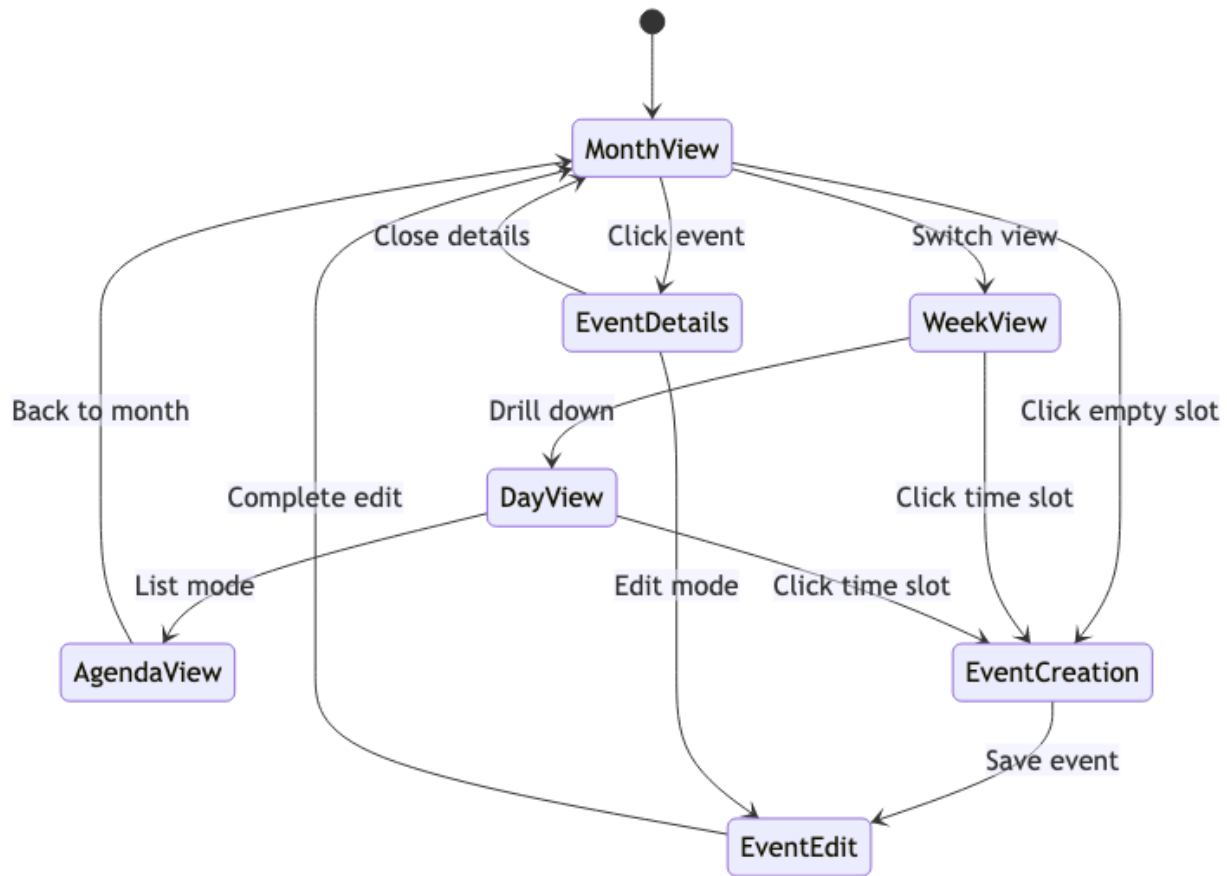 MonthView
Close details
Click event
Switch view
EventDetails
WeekView
Back to month
Drill down
Click empty slot
Complete edit
DayView
Click time slot
List mode
Edit mode
Click time slot
AgendaView
EventCreation
Save event
EventEdit